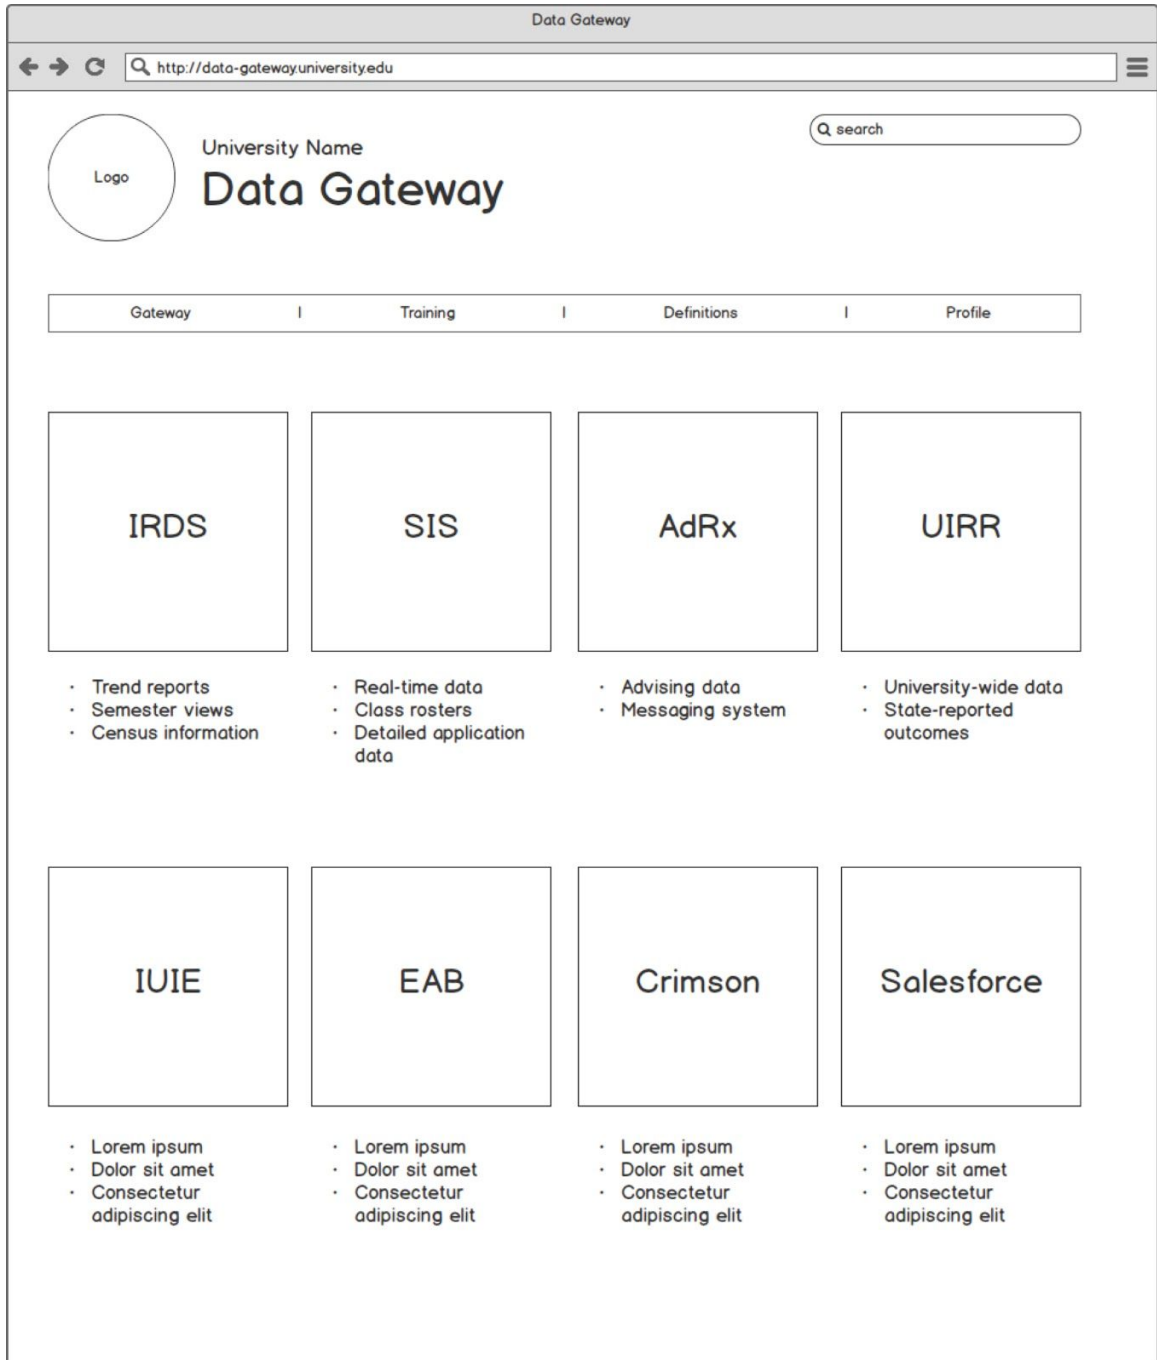 Data Gateway
http://data-gateway.university.edu
search
Logo
University Name
Data Gateway
Gateway | Training | Definitions | Profile
IRDS
SIS
AdRx
UIRR
· Trend reports
· Semester views
· Census information
· Real-time data
· Class rosters
· Detailed application
data
· Advising data
· Messaging system
· University-wide data
· State-reported
outcomes
IUIE
EAB
Crimson
Salesforce
· Lorem ipsum
· Dolor sit amet
· Consectetur
adipiscing elit
· Lorem ipsum
· Dolor sit amet
· Consectetur
adipiscing elit
· Lorem ipsum
· Dolor sit amet
· Consectetur
adipiscing elit
· Lorem ipsum
· Dolor sit amet
· Consectetur
adipiscing elit